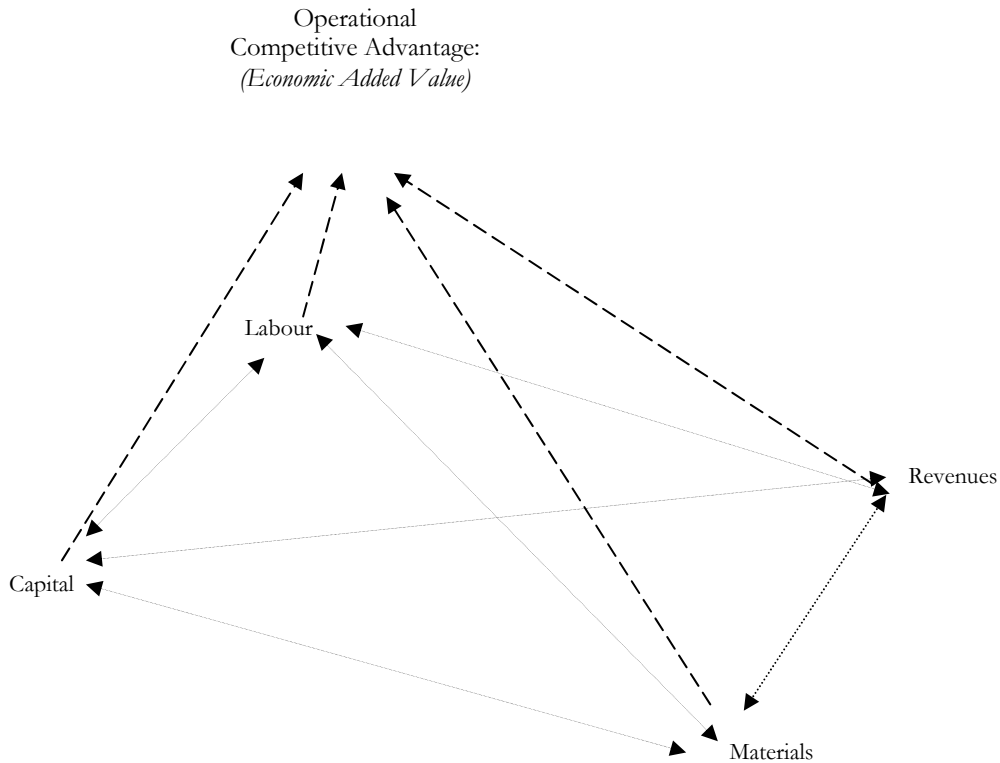 Operational
Competitive Advantage:
(Economic Added Value)
Labour
Revenues
Capital
Materials